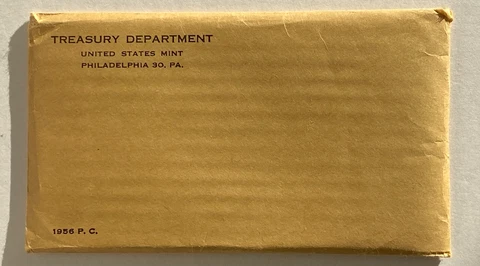 TREASURY DEPARTMENT
UNITED STATES MINT
PHILADELPHIA 30, PA.
1956 P. C.